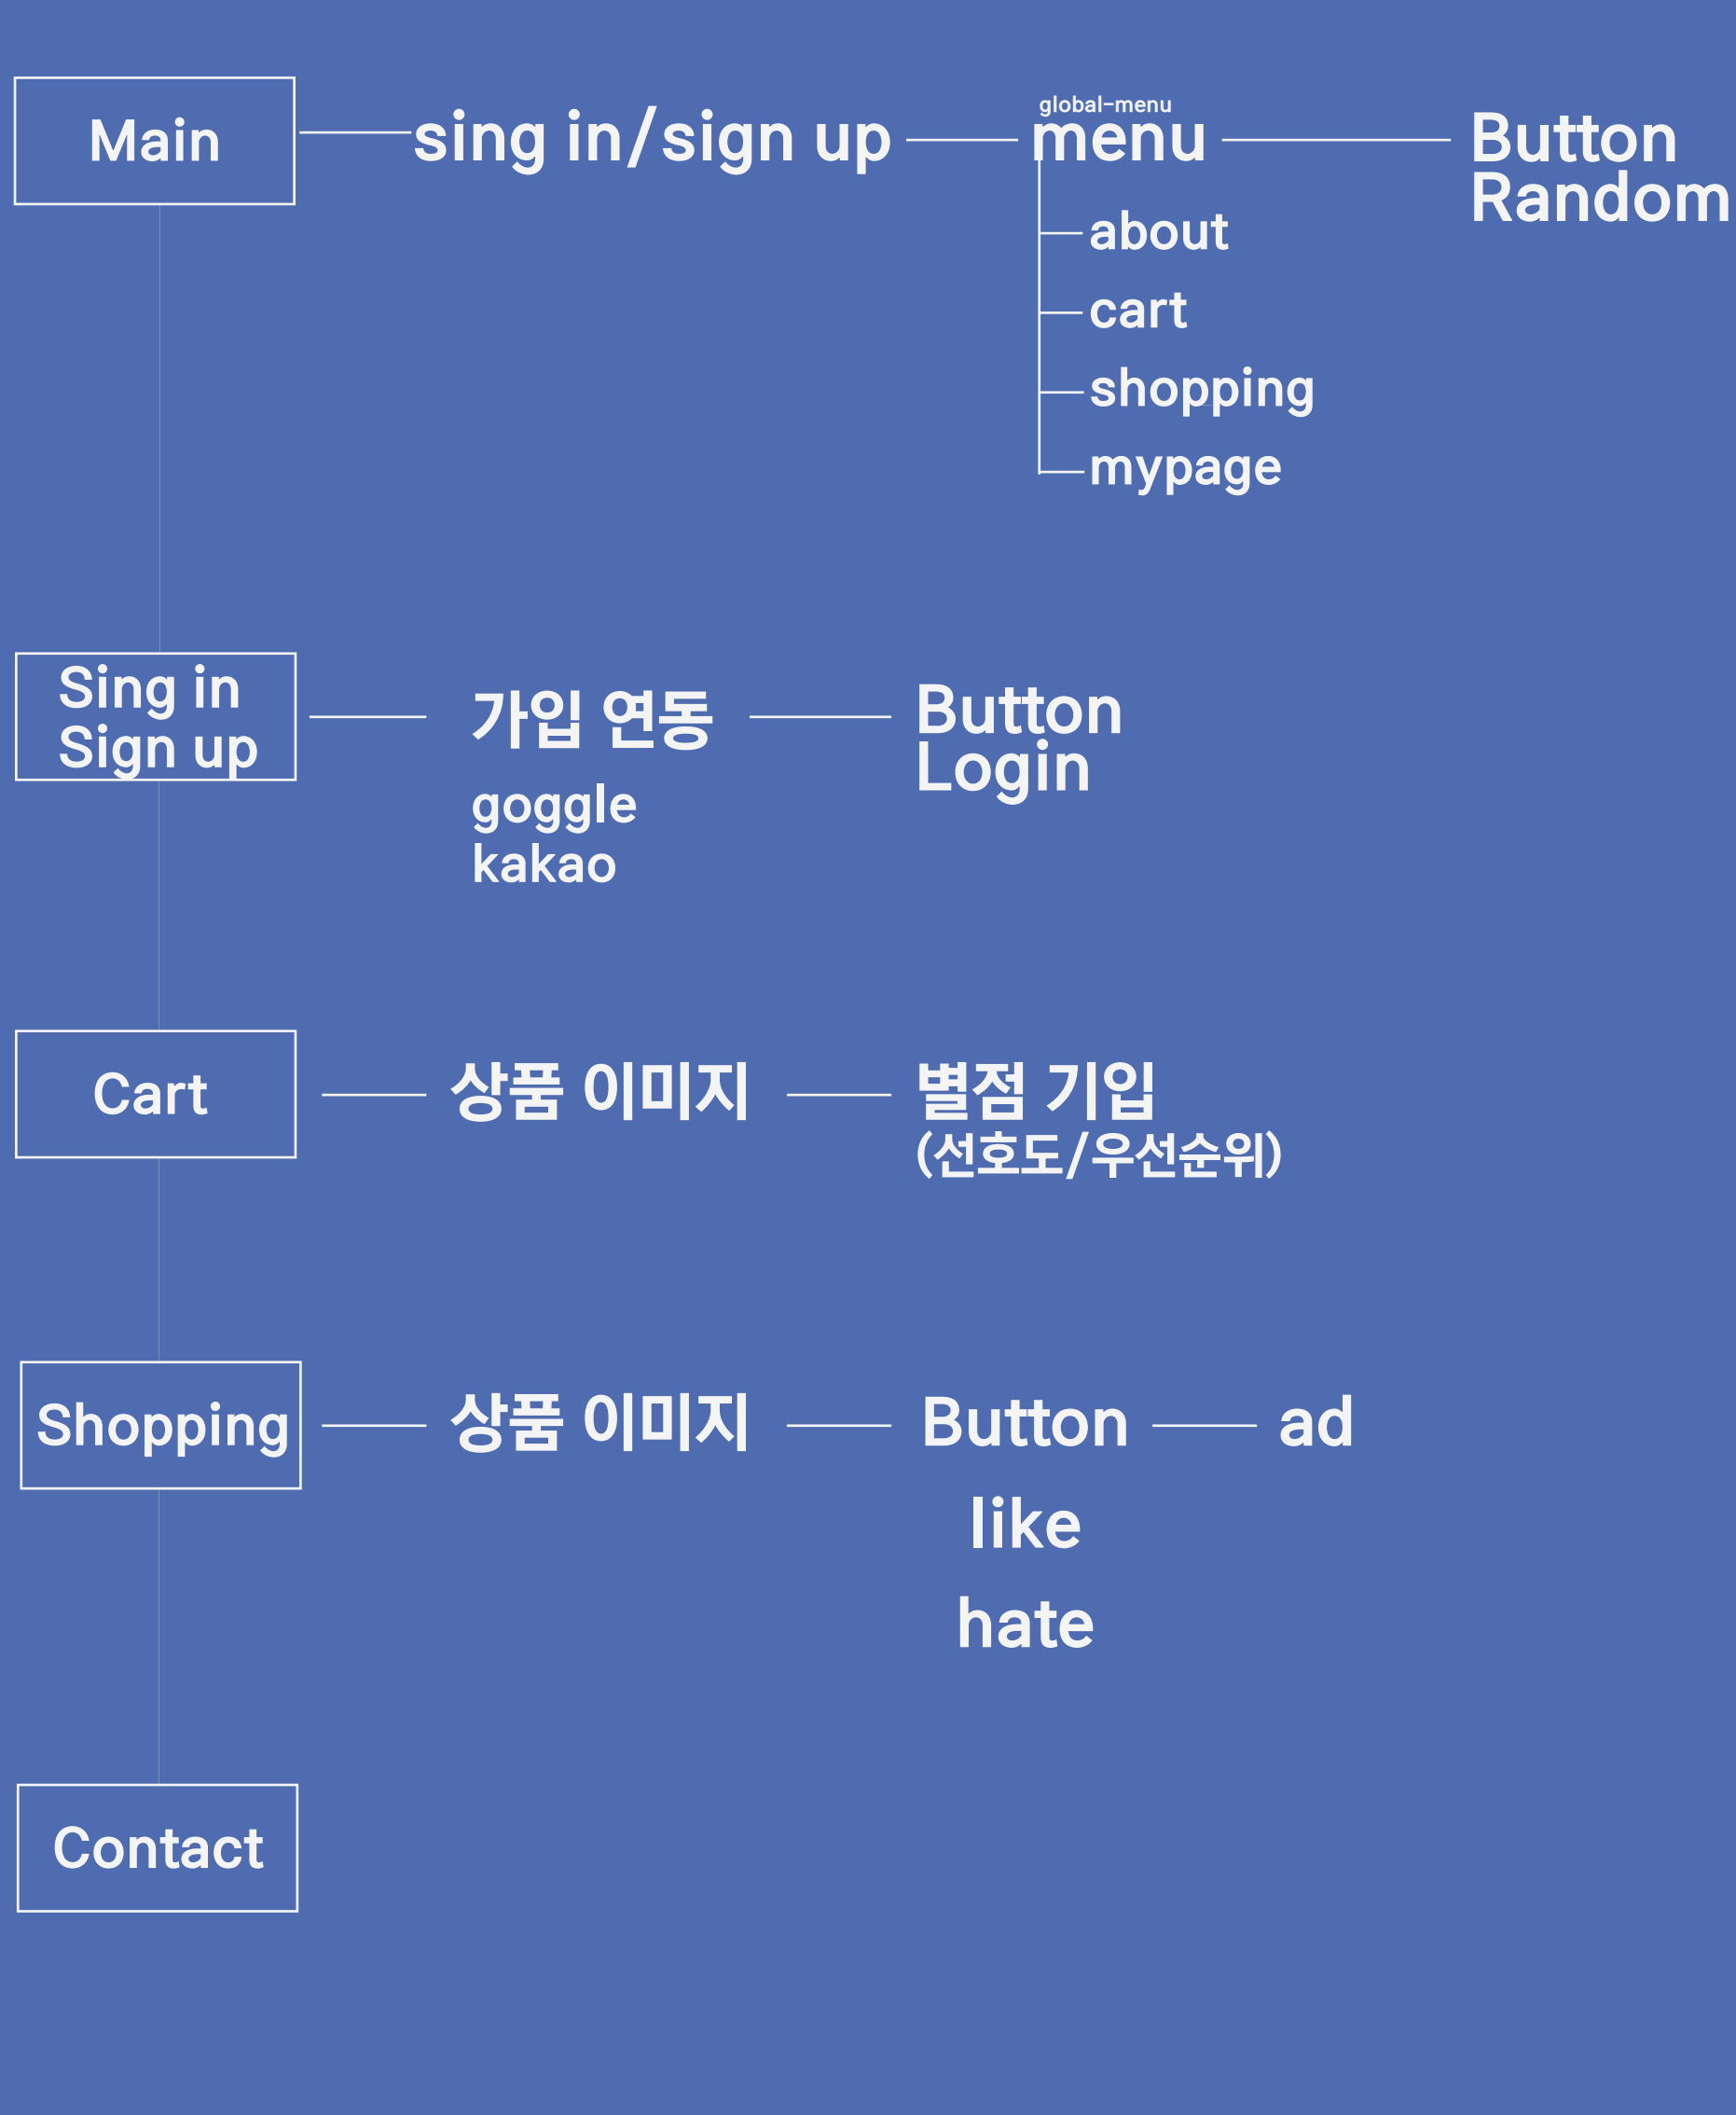 Main
sing in/sign up
global-menu
menu
about
cart
shopping
mypage
Button
Random
Sing in
Sign up
가입 연동
goggle
kakao
Button
Login
Cart
상품 이미지
별점 기입
(선호도/우선순위)
Shopping
상품 이미지
Button
like
hate
ad
Contact